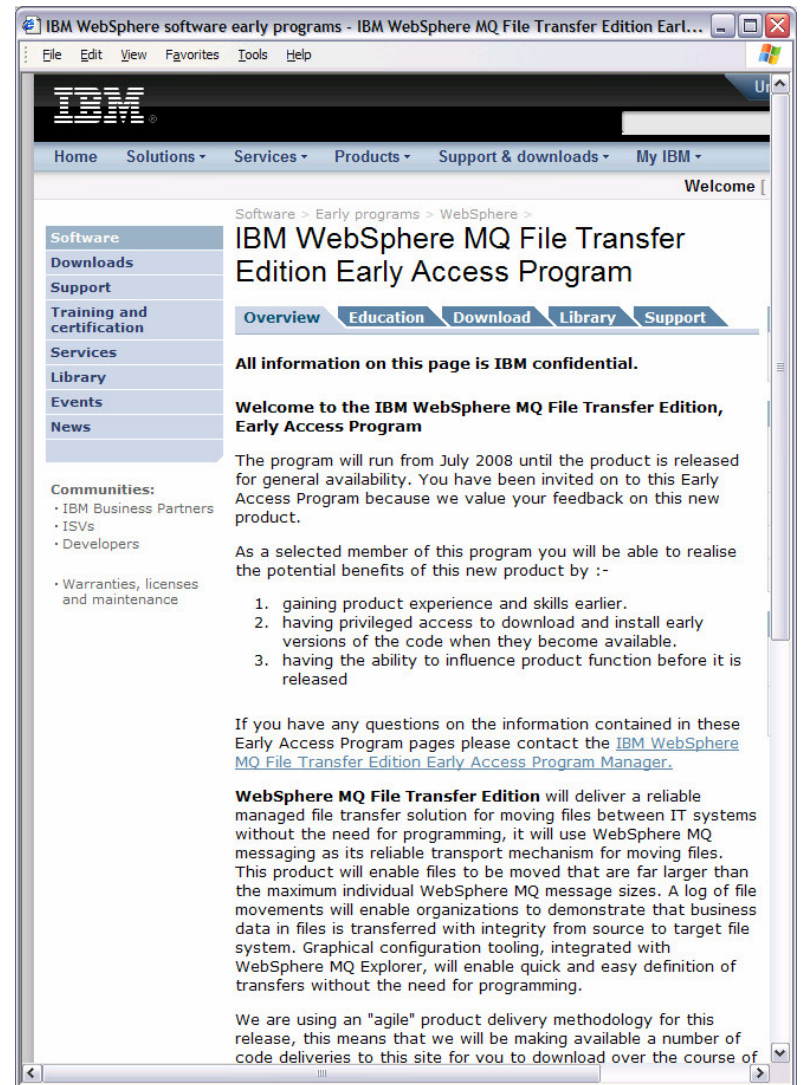 IBM WebSphere software early programs - IBM WebSphere MQ File Transfer Edition Earl...
File Edit View Favorites Tools Help
IBM®
Home Solutions Services Products Support & downloads My IBM
Welcome [
Software > Early programs > WebSphere >
IBM WebSphere MQ File Transfer
Edition Early Access Program
Software
Downloads
Support
Training and
certification
Services
Library
Events
News
Communities:
· IBM Business Partners
· ISVs
· Developers
· Warranties, licenses
and maintenance
Overview Education Download Library Support
All information on this page is IBM confidential.
Welcome to the IBM WebSphere MQ File Transfer Edition,
Early Access Program
The program will run from July 2008 until the product is released
for general availability. You have been invited on to this Early
Access Program because we value your feedback on this new
product.
As a selected member of this program you will be able to realise
the potential benefits of this new product by :-
1. gaining product experience and skills earlier.
2. having privileged access to download and install early
versions of the code when they become available.
3. having the ability to influence product function before it is
released
If you have any questions on the information contained in these
Early Access Program pages please contact the IBM WebSphere
MQ File Transfer Edition Early Access Program Manager.
WebSphere MQ File Transfer Edition will deliver a reliable
managed file transfer solution for moving files between IT systems
without the need for programming, it will use WebSphere MQ
messaging as its reliable transport mechanism for moving files.
This product will enable files to be moved that are far larger than
the maximum individual WebSphere MQ message sizes. A log of file
movements will enable organizations to demonstrate that business
data in files is transferred with integrity from source to target file
system. Graphical configuration tooling, integrated with
WebSphere MQ Explorer, will enable quick and easy definition of
transfers without the need for programming.
We are using an "agile" product delivery methodology for this
release, this means that we will be making available a number of
code deliveries to this site for you to download over the course of